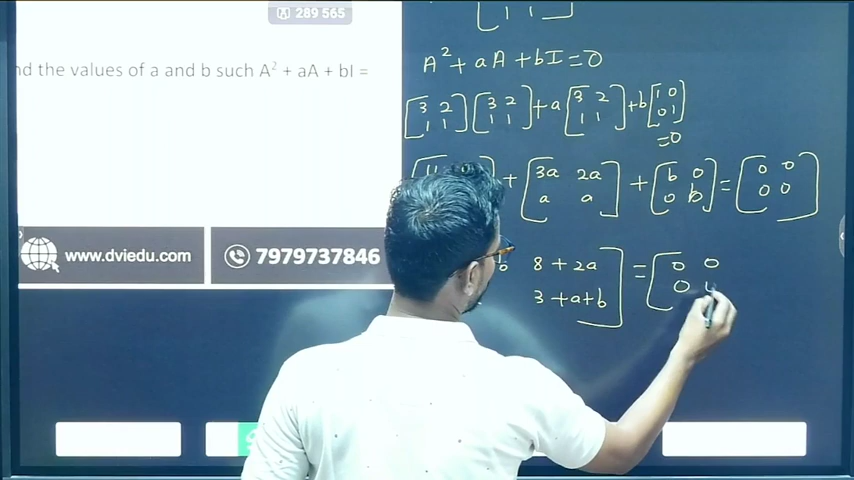 289 565
nd the values of a and b such A² + aA + bI =
www.dviedu.com
7979737846
1 1
A² + aA + bI = 0
[3 2
1 1] [3 2
1 1] + a [3 2
1 1] + b [1 0
0 1]
= 0
+ [3a 2a
a a] + [b 0
0 b] = [0 0
0 0]
b 8 + 2a
3 + a + b] = [0 0
0